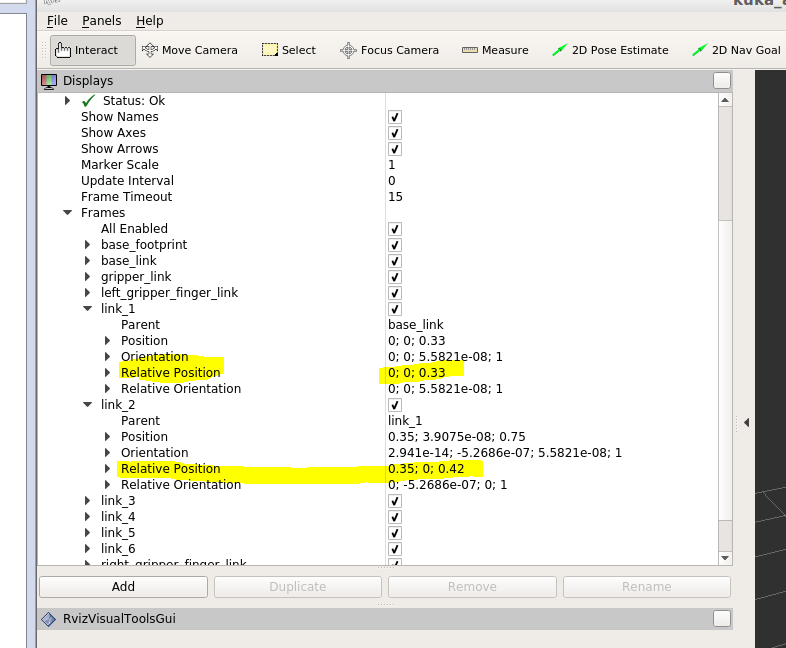 kuka_a
File Panels Help
Interact Move Camera Select Focus Camera Measure 2D Pose Estimate 2D Nav Goal
Displays
Status: Ok
Show Names
Show Axes
Show Arrows
Marker Scale 1
Update Interval 0
Frame Timeout 15
Frames
All Enabled
base_footprint
base_link
gripper_link
left_gripper_finger_link
link_1
Parent base_link
Position 0; 0; 0.33
Orientation 0; 0; 5.5821e-08; 1
Relative Position 0; 0; 0.33
Relative Orientation 0; 0; 5.5821e-08; 1
link_2
Parent link_1
Position 0.35; 3.9075e-08; 0.75
Orientation 2.941e-14; -5.2686e-07; 5.5821e-08; 1
Relative Position 0.35; 0; 0.42
Relative Orientation 0; -5.2686e-07; 0; 1
link_3
link_4
link_5
link_6
right_gripper_finger_link
Add Duplicate Remove Rename
RvizVisualToolsGui